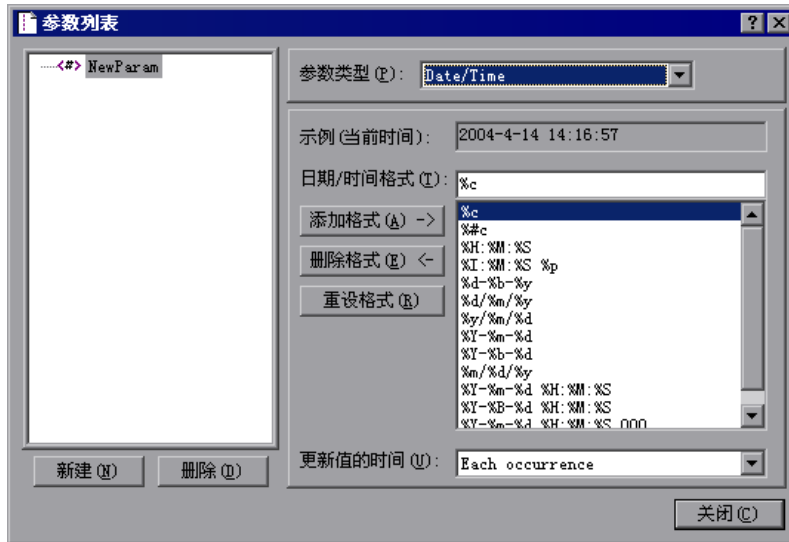 参数列表
<#> NewParam
参数类型(P): Date/Time
示例(当前时间): 2004-4-14 14:16:57
日期/时间格式(T): %c
添加格式(A) ->
删除格式(E) <-
重设格式(R)
%c
%#c
%H:%M:%S
%I:%M:%S %p
%d-%b-%y
%d/%m/%y
%y/%m/%d
%Y-%m-%d
%Y-%b-%d
%m/%d/%y
%Y-%m-%d %H:%M:%S
%Y-%B-%d %H:%M:%S
%Y-%m-%d %H:%M:%S.000
更新值的时间(U): Each occurrence
新建(N) 删除(D)
关闭(C)